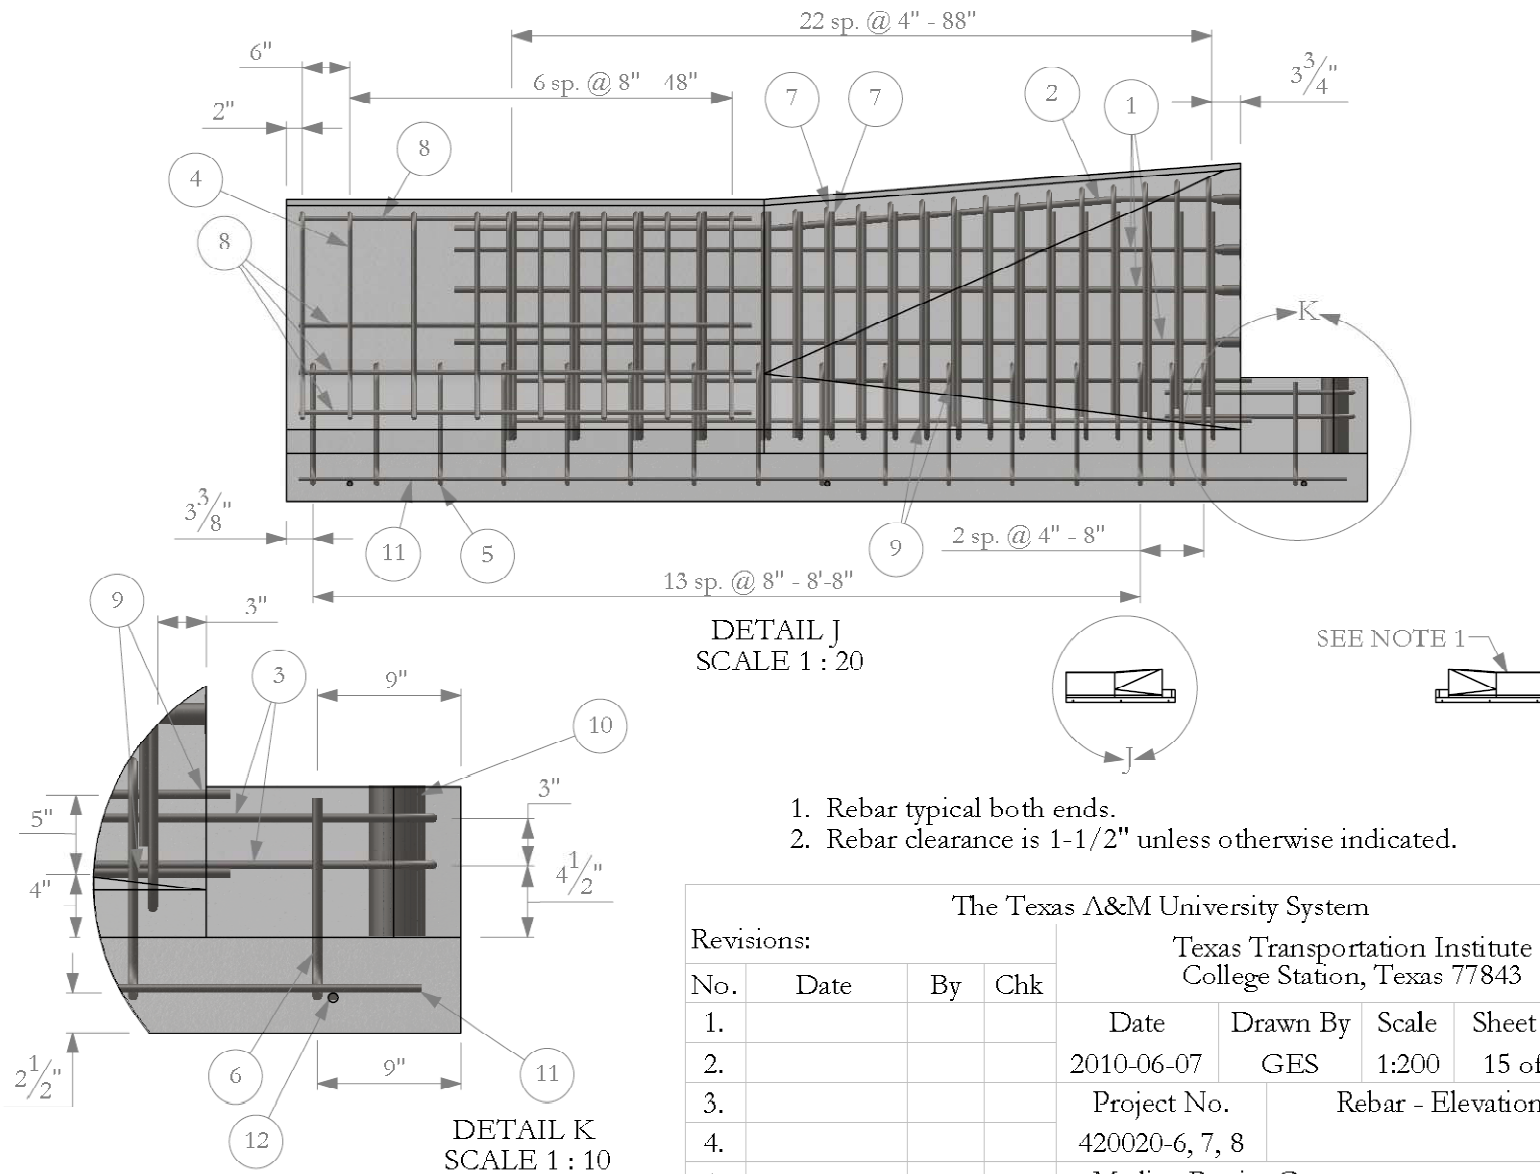 22 sp. @ 4" - 88"
6"
6 sp. @ 8" 48"
3 3/4"
2"
7
7
2
1
8
4
8
K
3 3/8"
11
5
9
2 sp. @ 4" - 8"
13 sp. @ 8" - 8'-8"
DETAIL J
SCALE 1 : 20
SEE NOTE 1
J
9
3"
3
9"
10
5"
3"
4"
4 1/2"
2 1/2"
6
9"
11
12
DETAIL K
SCALE 1 : 10
1. Rebar typical both ends.
2. Rebar clearance is 1-1/2" unless otherwise indicated.
The Texas A&M University System
Revisions:
Texas Transportation Institute
College Station, Texas 77843
No. Date By Chk
1.
Date Drawn By Scale Sheet
2.
2010-06-07 GES 1:200 15 of
3.
Project No. Rebar - Elevation
4.
420020-6, 7, 8